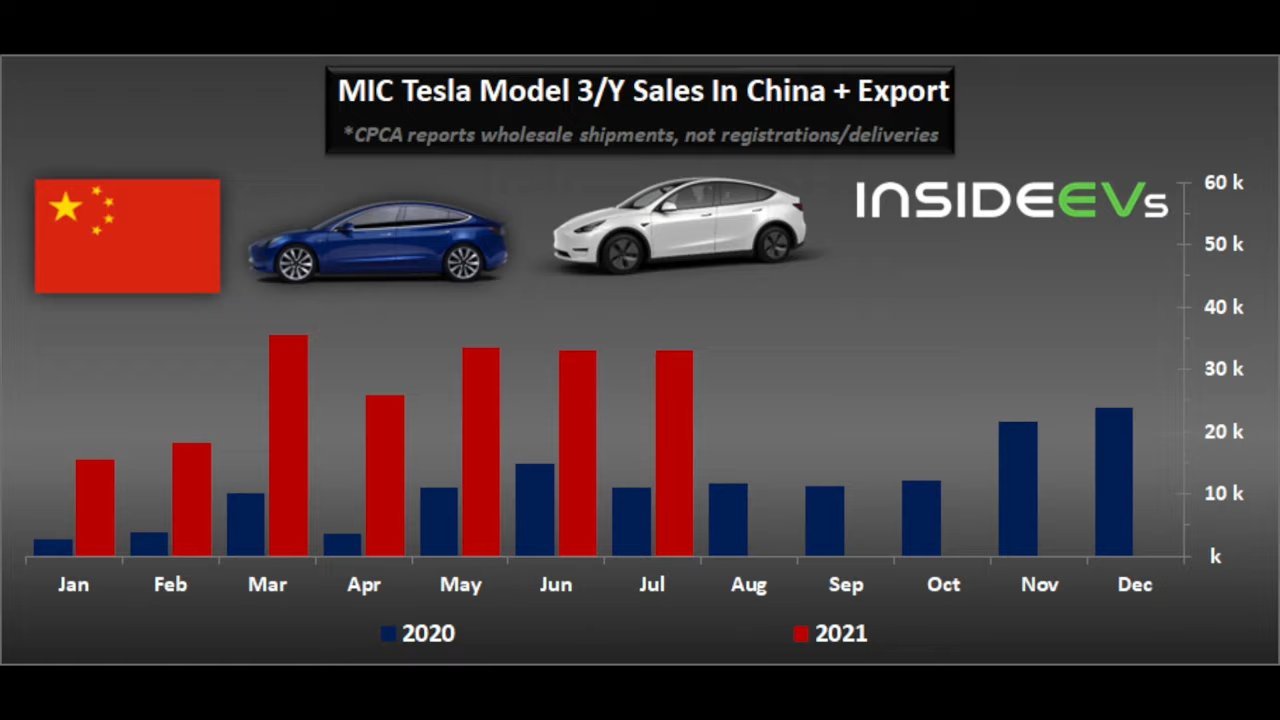 MIC Tesla Model 3/Y Sales In China + Export
*CPCA reports wholesale shipments, not registrations/deliveries
INSIDEEVs
60 k
50 k
40 k
30 k
20 k
10 k
k
Jan Feb Mar Apr May Jun Jul Aug Sep Oct Nov Dec
2020 2021